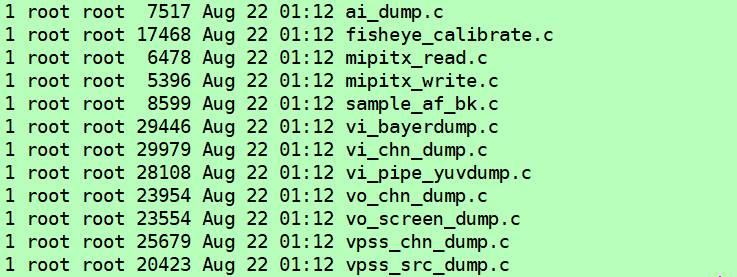 1 root root  7517 Aug 22 01:12 ai_dump.c
1 root root 17468 Aug 22 01:12 fisheye_calibrate.c
1 root root  6478 Aug 22 01:12 mipitx_read.c
1 root root  5396 Aug 22 01:12 mipitx_write.c
1 root root  8599 Aug 22 01:12 sample_af_bk.c
1 root root 29446 Aug 22 01:12 vi_bayerdump.c
1 root root 29979 Aug 22 01:12 vi_chn_dump.c
1 root root 28108 Aug 22 01:12 vi_pipe_yuvdump.c
1 root root 23954 Aug 22 01:12 vo_chn_dump.c
1 root root 23554 Aug 22 01:12 vo_screen_dump.c
1 root root 25679 Aug 22 01:12 vpss_chn_dump.c
1 root root 20423 Aug 22 01:12 vpss_src_dump.c